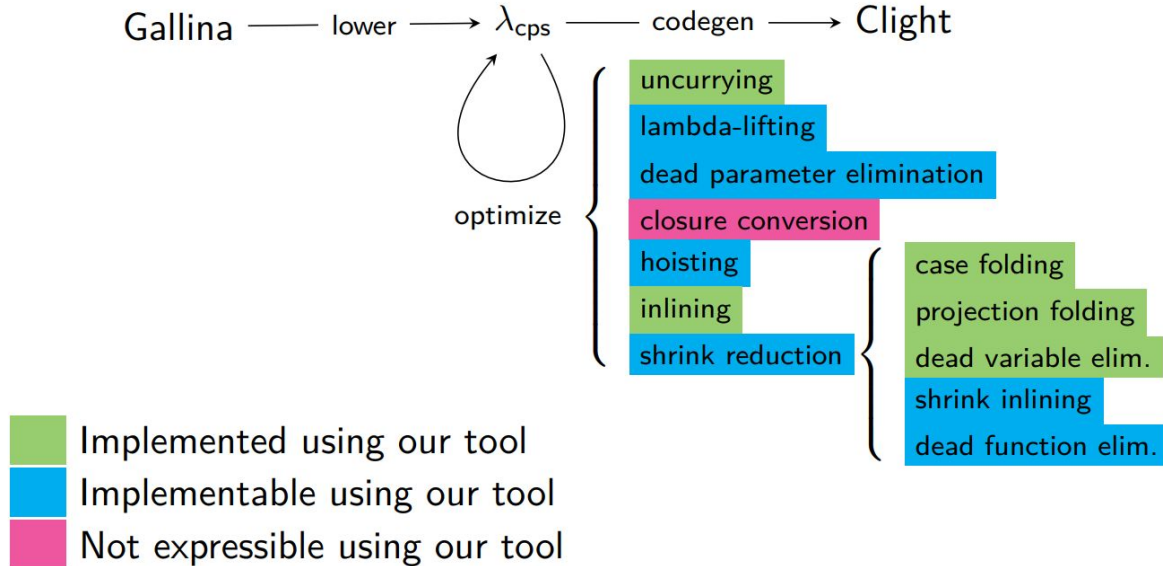 Gallina lower λcps codegen Clight
uncurrying
lambda-lifting
dead parameter elimination
optimize
closure conversion
hoisting
inlining
shrink reduction
case folding
projection folding
dead variable elim.
shrink inlining
dead function elim.
Implemented using our tool
Implementable using our tool
Not expressible using our tool